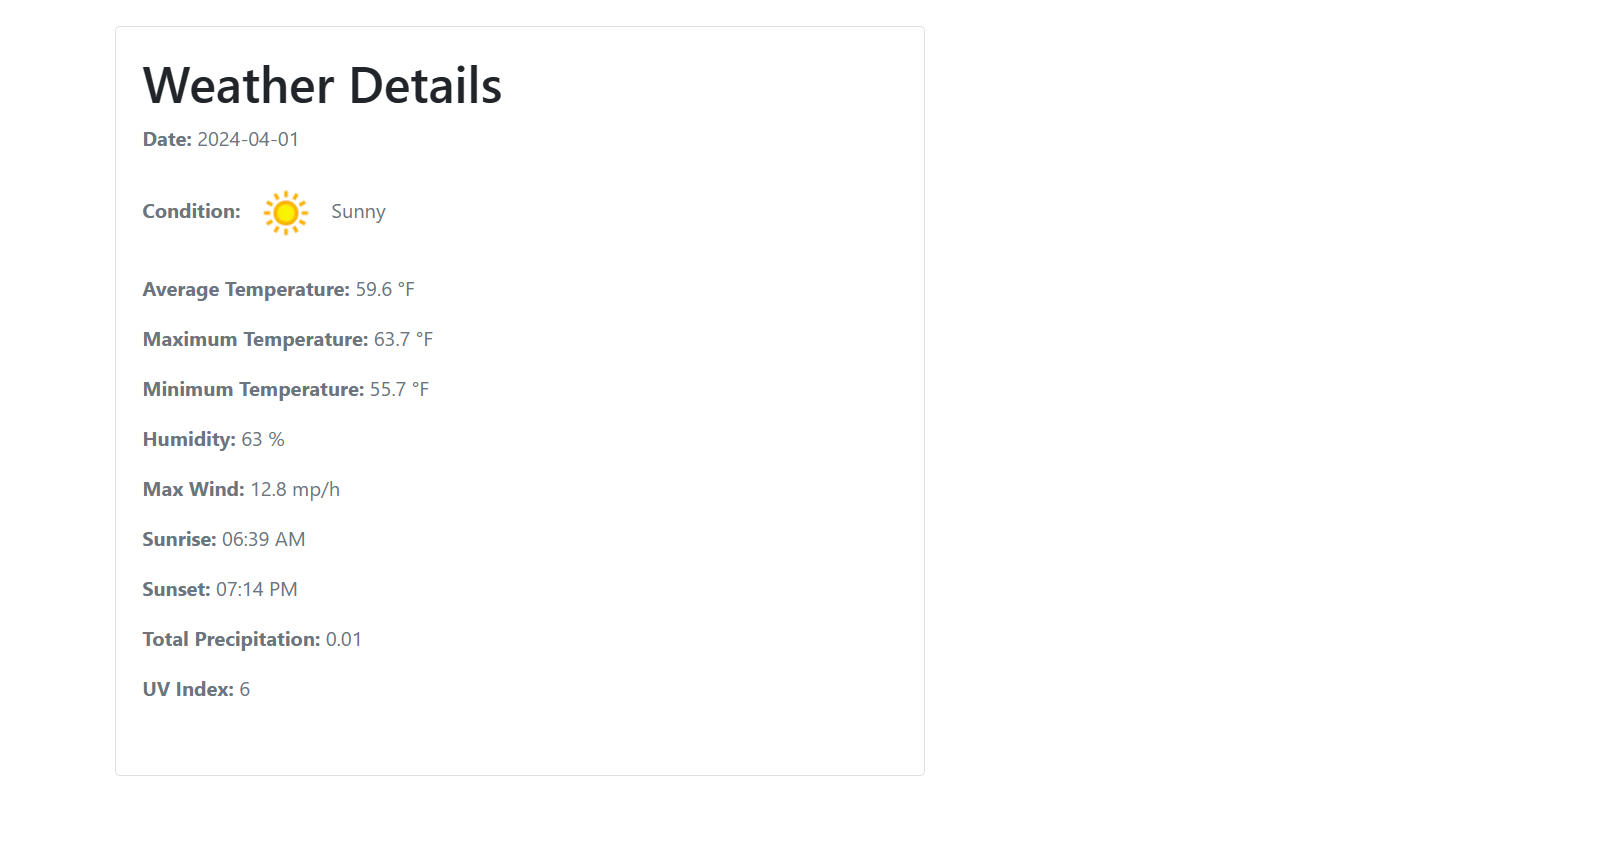 Weather Details
Date: 2024-04-01
Condition: Sunny
Average Temperature: 59.6 °F
Maximum Temperature: 63.7 °F
Minimum Temperature: 55.7 °F
Humidity: 63 %
Max Wind: 12.8 mp/h
Sunrise: 06:39 AM
Sunset: 07:14 PM
Total Precipitation: 0.01
UV Index: 6